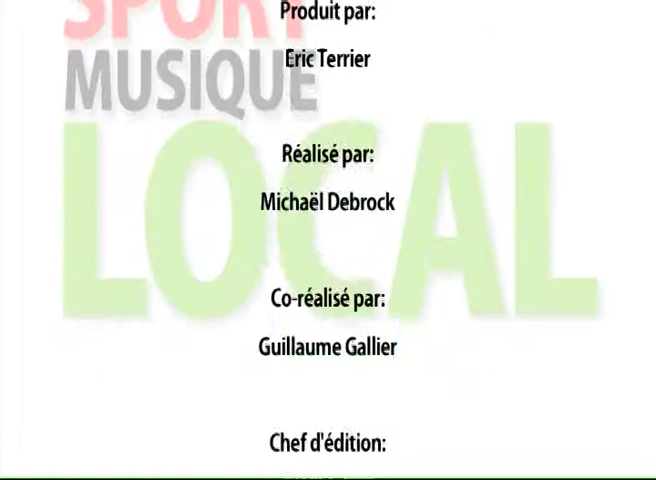 SPORT
Produit par:
MUSIQUE
Eric Terrier
LOCAL
Réalisé par:
Michaël Debrock
Co-réalisé par:
Guillaume Gallier
Chef d'édition: